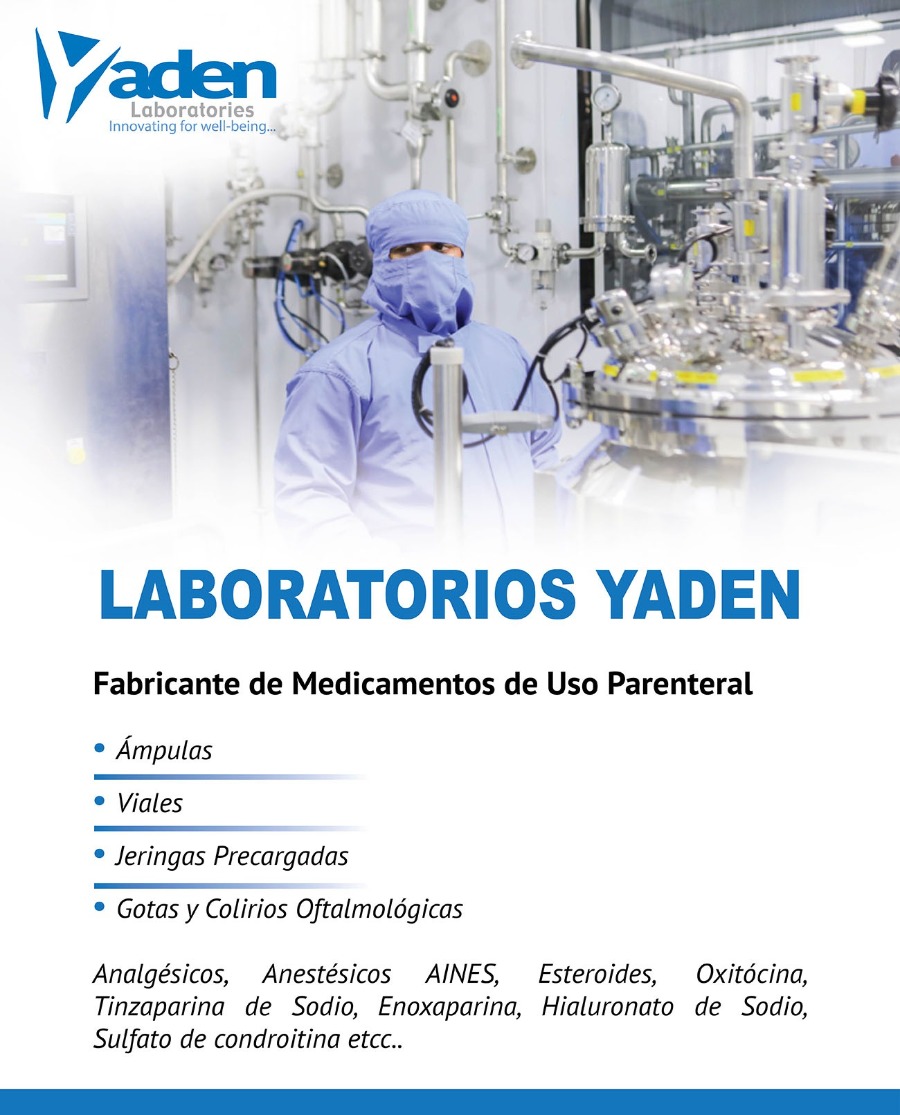 Yaden
Laboratories
Innovating for well-being...
LABORATORIOS YADEN
Fabricante de Medicamentos de Uso Parenteral
• Ámpulas
• Viales
• Jeringas Precargadas
• Gotas y Colirios Oftalmológicas
Analgésicos, Anestésicos AINES, Esteroides, Oxitócina,
Tinzaparina de Sodio, Enoxaparina, Hialuronato de Sodio,
Sulfato de condroitina etcc..